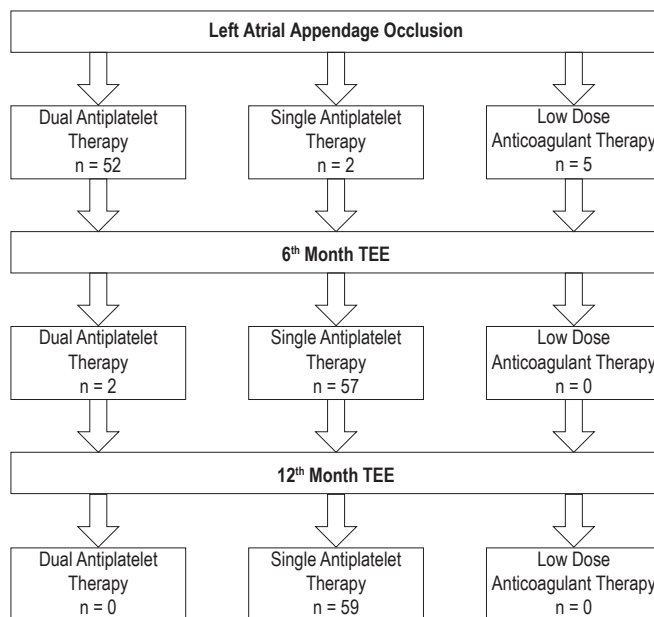 Left Atrial Appendage Occlusion
Dual Antiplatelet
Therapy
n = 52
Single Antiplatelet
Therapy
n = 2
Low Dose
Anticoagulant Therapy
n = 5
6th Month TEE
Dual Antiplatelet
Therapy
n = 2
Single Antiplatelet
Therapy
n = 57
Low Dose
Anticoagulant Therapy
n = 0
12th Month TEE
Dual Antiplatelet
Therapy
n = 0
Single Antiplatelet
Therapy
n = 59
Low Dose
Anticoagulant Therapy
n = 0